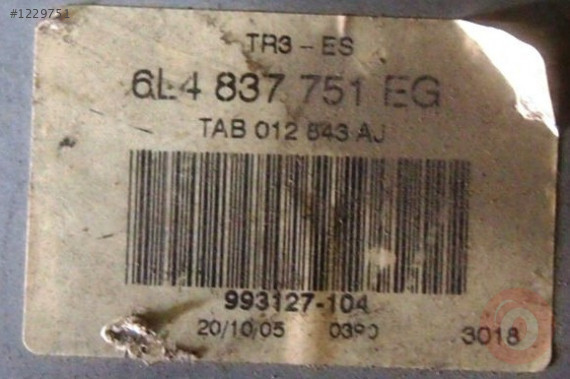 #1229751
TR3-ES
6L4 837 751 EG
TAB 012 843 AJ
993127-104
20/10/05 3018